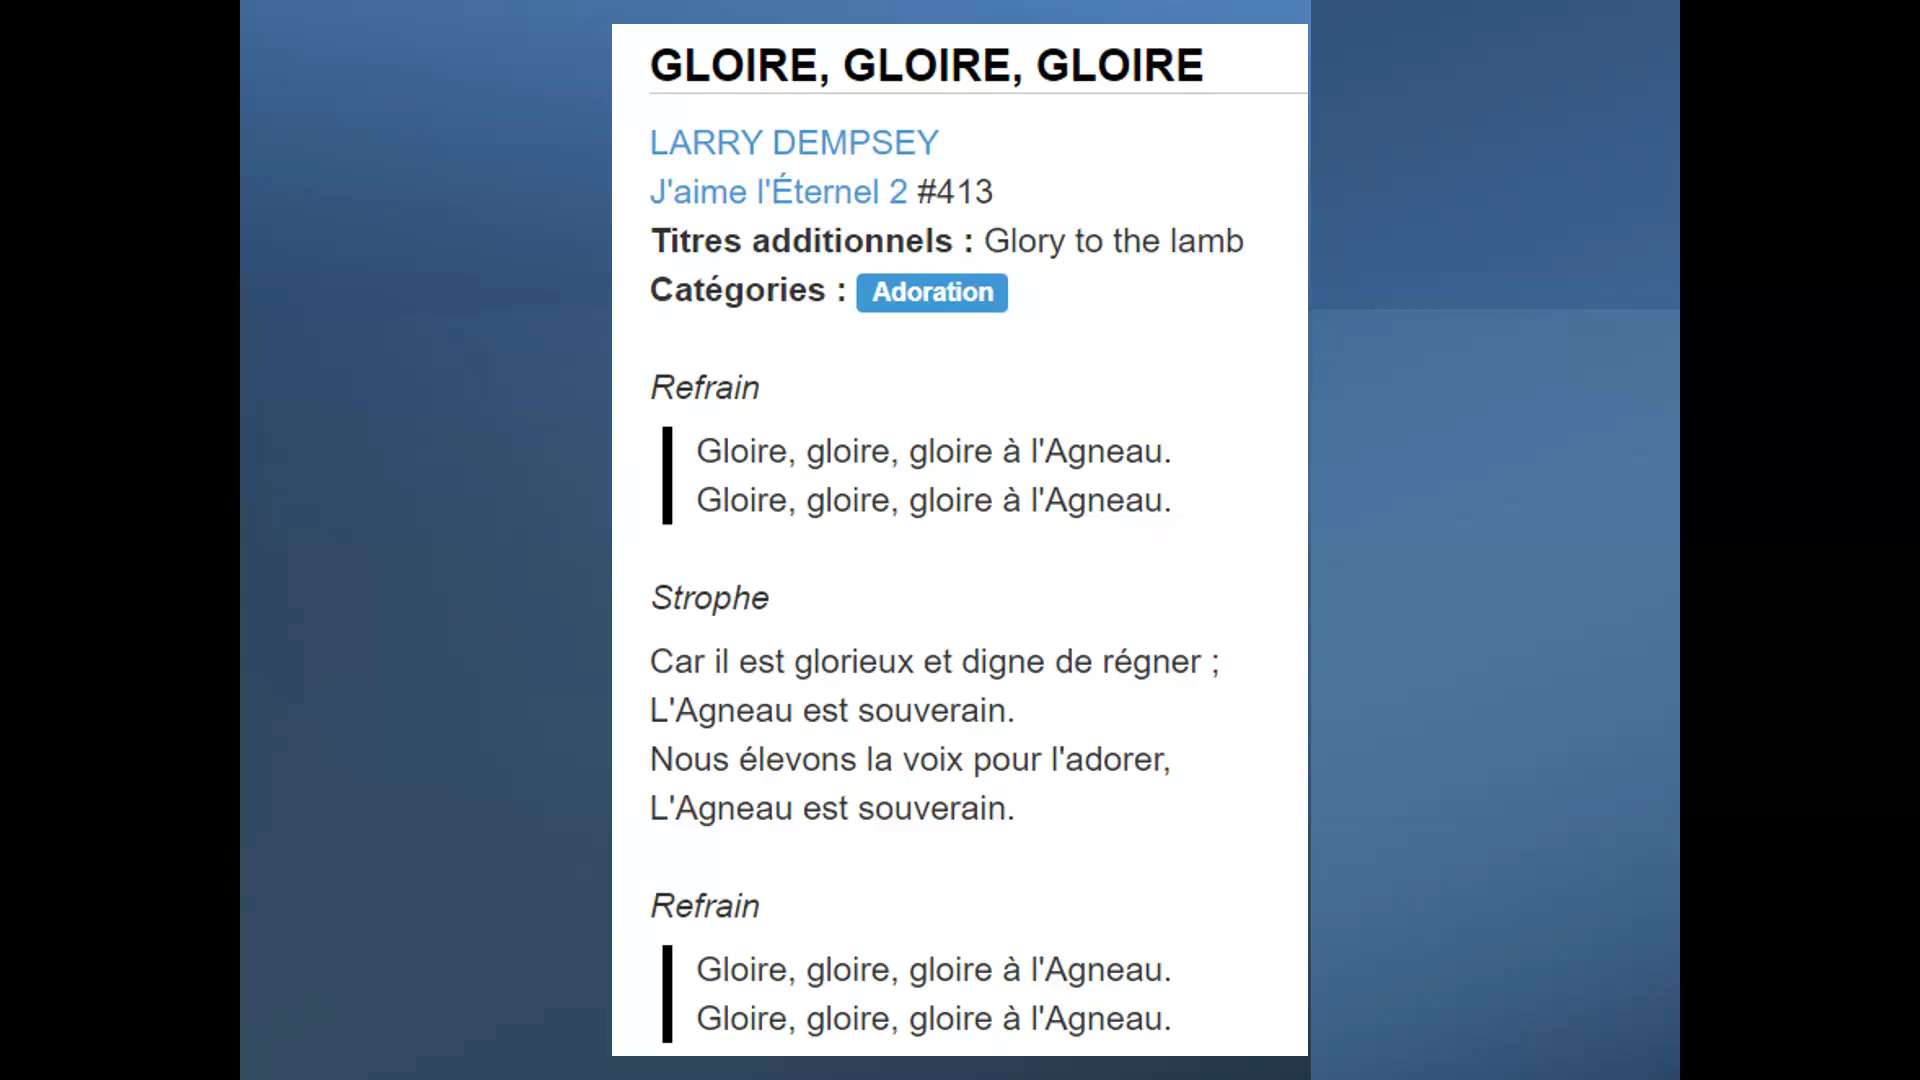 GLOIRE, GLOIRE, GLOIRE
LARRY DEMPSEY
J'aime l'Éternel 2 #413
Titres additionnels : Glory to the lamb
Catégories : Adoration
Refrain
Gloire, gloire, gloire à l'Agneau.
Gloire, gloire, gloire à l'Agneau.
Strophe
Car il est glorieux et digne de régner ;
L'Agneau est souverain.
Nous élevons la voix pour l'adorer,
L'Agneau est souverain.
Refrain
Gloire, gloire, gloire à l'Agneau.
Gloire, gloire, gloire à l'Agneau.